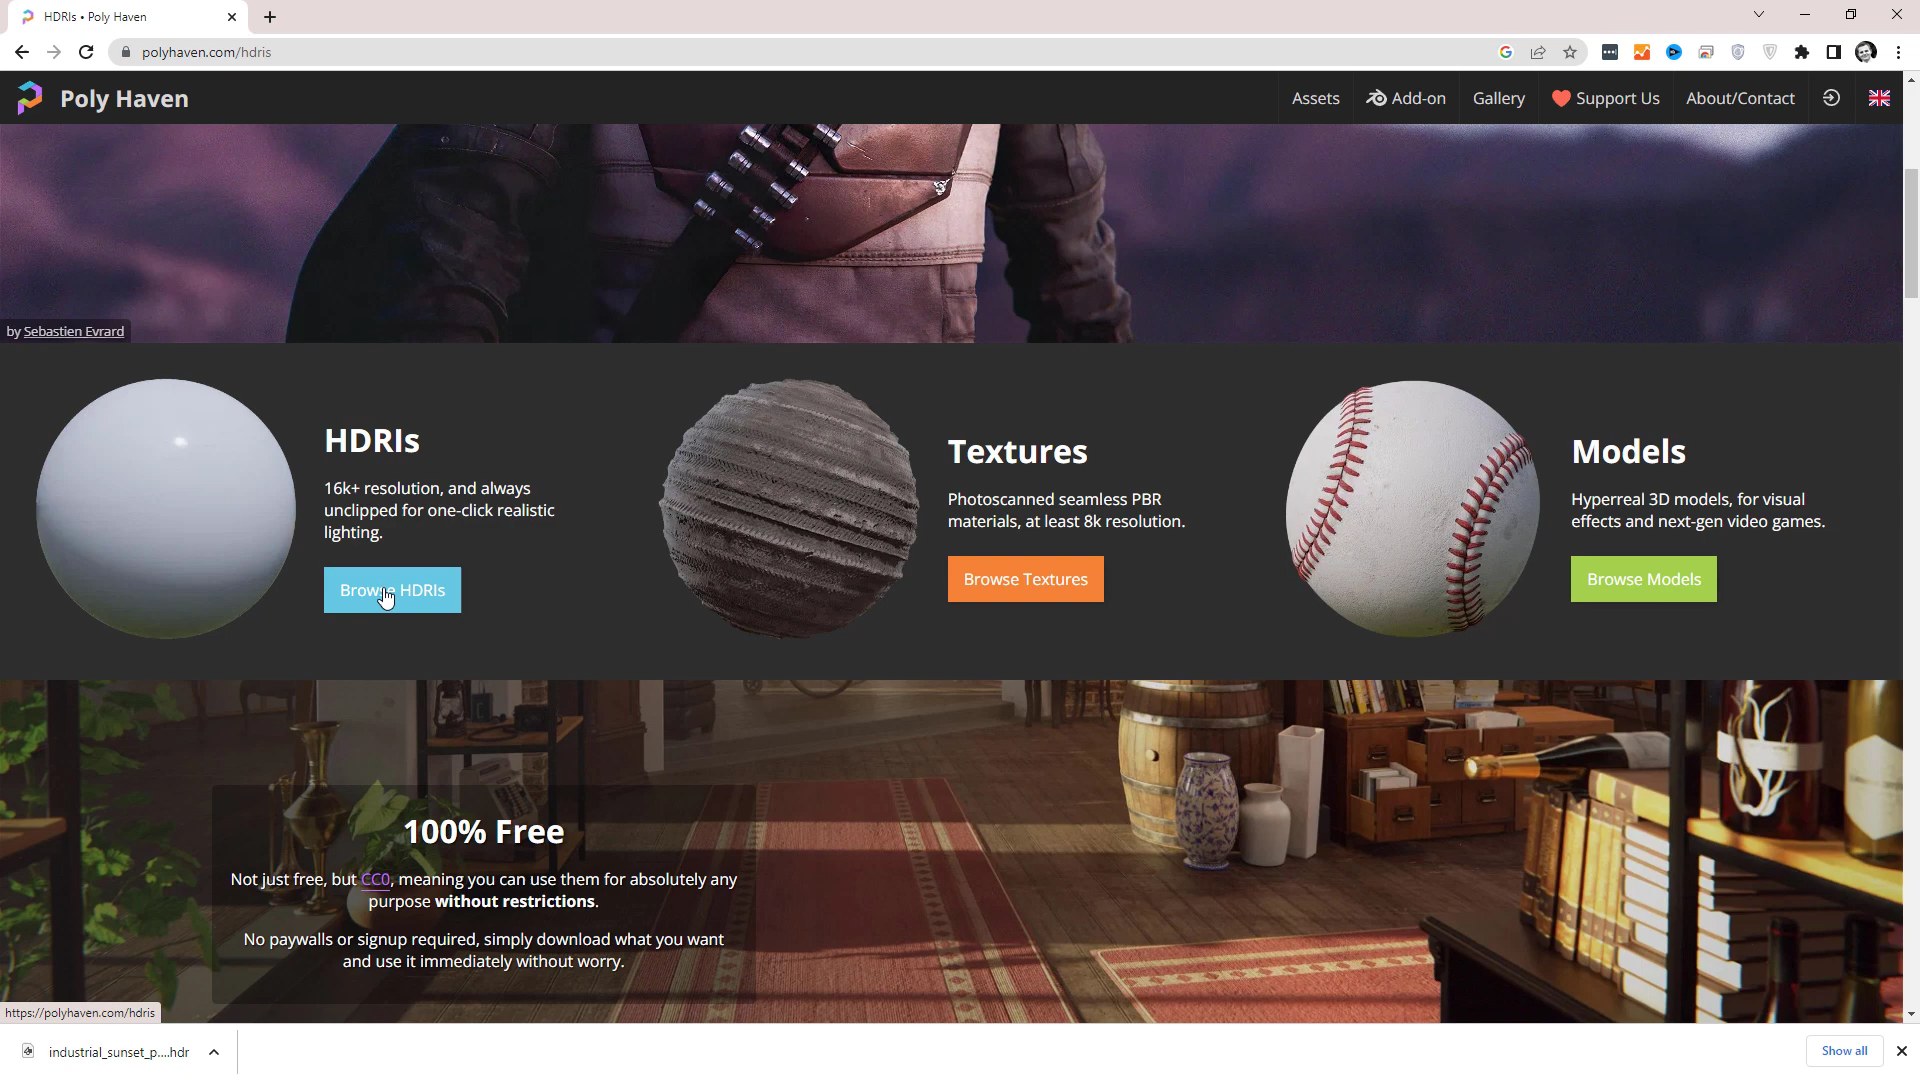 HDRIs • Poly Haven
polyhaven.com/hdris
Poly Haven
Assets
Add-on
Gallery
Support Us
About/Contact
by Sebastien Evrard
HDRIs
16k+ resolution, and always
unclipped for one-click realistic
lighting.
Browse HDRIs
Textures
Photoscanned seamless PBR
materials, at least 8k resolution.
Browse Textures
Models
Hyperreal 3D models, for visual
effects and next-gen video games.
Browse Models
100% Free
Not just free, but CC0, meaning you can use them for absolutely any
purpose without restrictions.
No paywalls or signup required, simply download what you want
and use it immediately without worry.
https://polyhaven.com/hdris
industrial_sunset_p....hdr
Show all